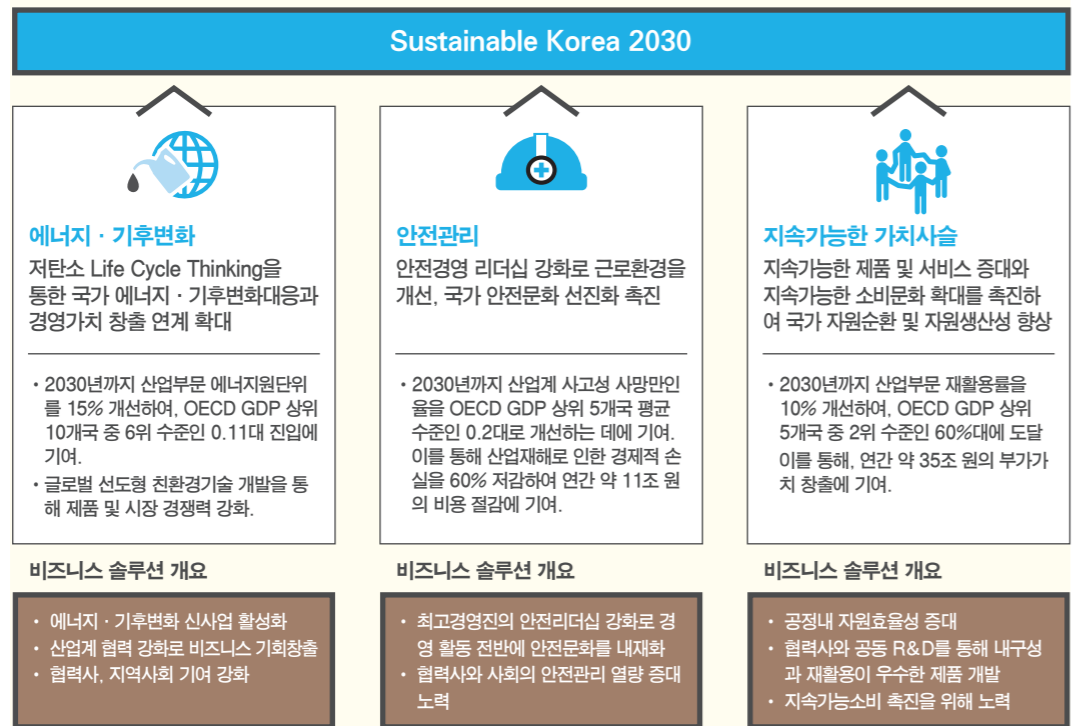 Sustainable Korea 2030
에너지 · 기후변화
저탄소 Life Cycle Thinking을
통한 국가 에너지 · 기후변화대응과
경영가치 창출 연계 확대
• 2030년까지 산업부문 에너지원단위
를 15% 개선하여, OECD GDP 상위
10개국 중 6위 수준인 0.11대 진입에
기여.
• 글로벌 선도형 친환경기술 개발을 통
해 제품 및 시장 경쟁력 강화.
비즈니스 솔루션 개요
• 에너지 · 기후변화 신사업 활성화
• 산업계 협력 강화로 비즈니스 기회창출
• 협력사, 지역사회 기여 강화
안전관리
안전경영 리더십 강화로 근로환경을
개선, 국가 안전문화 선진화 촉진
• 2030년까지 산업계 사고성 사망만인
율을 OECD GDP 상위 5개국 평균
수준인 0.2대로 개선하는 데에 기여.
이를 통해 산업재해로 인한 경제적 손
실을 60% 저감하여 연간 약 11조 원
의 비용 절감에 기여.
비즈니스 솔루션 개요
• 최고경영진의 안전리더십 강화로 경
영 활동 전반에 안전문화를 내재화
• 협력사와 사회의 안전관리 열량 증대
노력
지속가능한 가치사슬
지속가능한 제품 및 서비스 증대와
지속가능한 소비문화 확대를 촉진하
여 국가 자원순환 및 자원생산성 향상
• 2030년까지 산업부문 재활용률을
10% 개선하여, OECD GDP 상위
5개국 중 2위 수준인 60%대에 도달
이를 통해, 연간 약 35조 원의 부가가
치 창출에 기여.
비즈니스 솔루션 개요
• 공정내 자원효율성 증대
• 협력사와 공동 R&D를 통해 내구성
과 재활용이 우수한 제품 개발
• 지속가능소비 촉진을 위해 노력